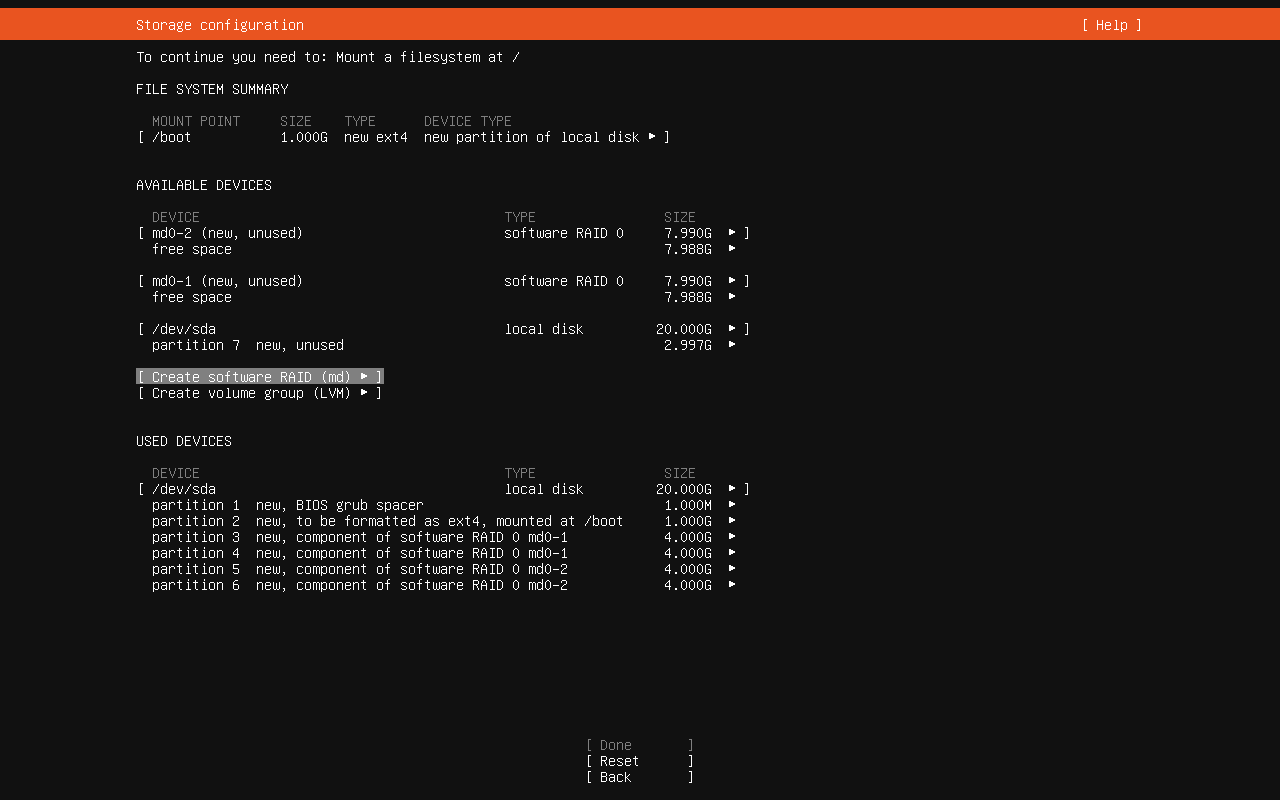 Storage configuration [ Help ]
To continue you need to: Mount a filesystem at /
FILE SYSTEM SUMMARY
MOUNT POINT SIZE TYPE DEVICE TYPE
[ /boot 1.000G new ext4 new partition of local disk ▸ ]
AVAILABLE DEVICES
DEVICE TYPE SIZE
[ md0-2 (new, unused) software RAID 0 7.990G ▸ ]
free space 7.988G ▸
[ md0-1 (new, unused) software RAID 0 7.990G ▸ ]
free space 7.988G ▸
[ /dev/sda local disk 20.000G ▸ ]
partition 7 new, unused 2.997G ▸
[ Create software RAID (md) ▸ ]
[ Create volume group (LVM) ▸ ]
USED DEVICES
DEVICE TYPE SIZE
[ /dev/sda local disk 20.000G ▸ ]
partition 1 new, BIOS grub spacer 1.000M ▸
partition 2 new, to be formatted as ext4, mounted at /boot 1.000G ▸
partition 3 new, component of software RAID 0 md0-1 4.000G ▸
partition 4 new, component of software RAID 0 md0-1 4.000G ▸
partition 5 new, component of software RAID 0 md0-2 4.000G ▸
partition 6 new, component of software RAID 0 md0-2 4.000G ▸
[ Done ]
[ Reset ]
[ Back ]